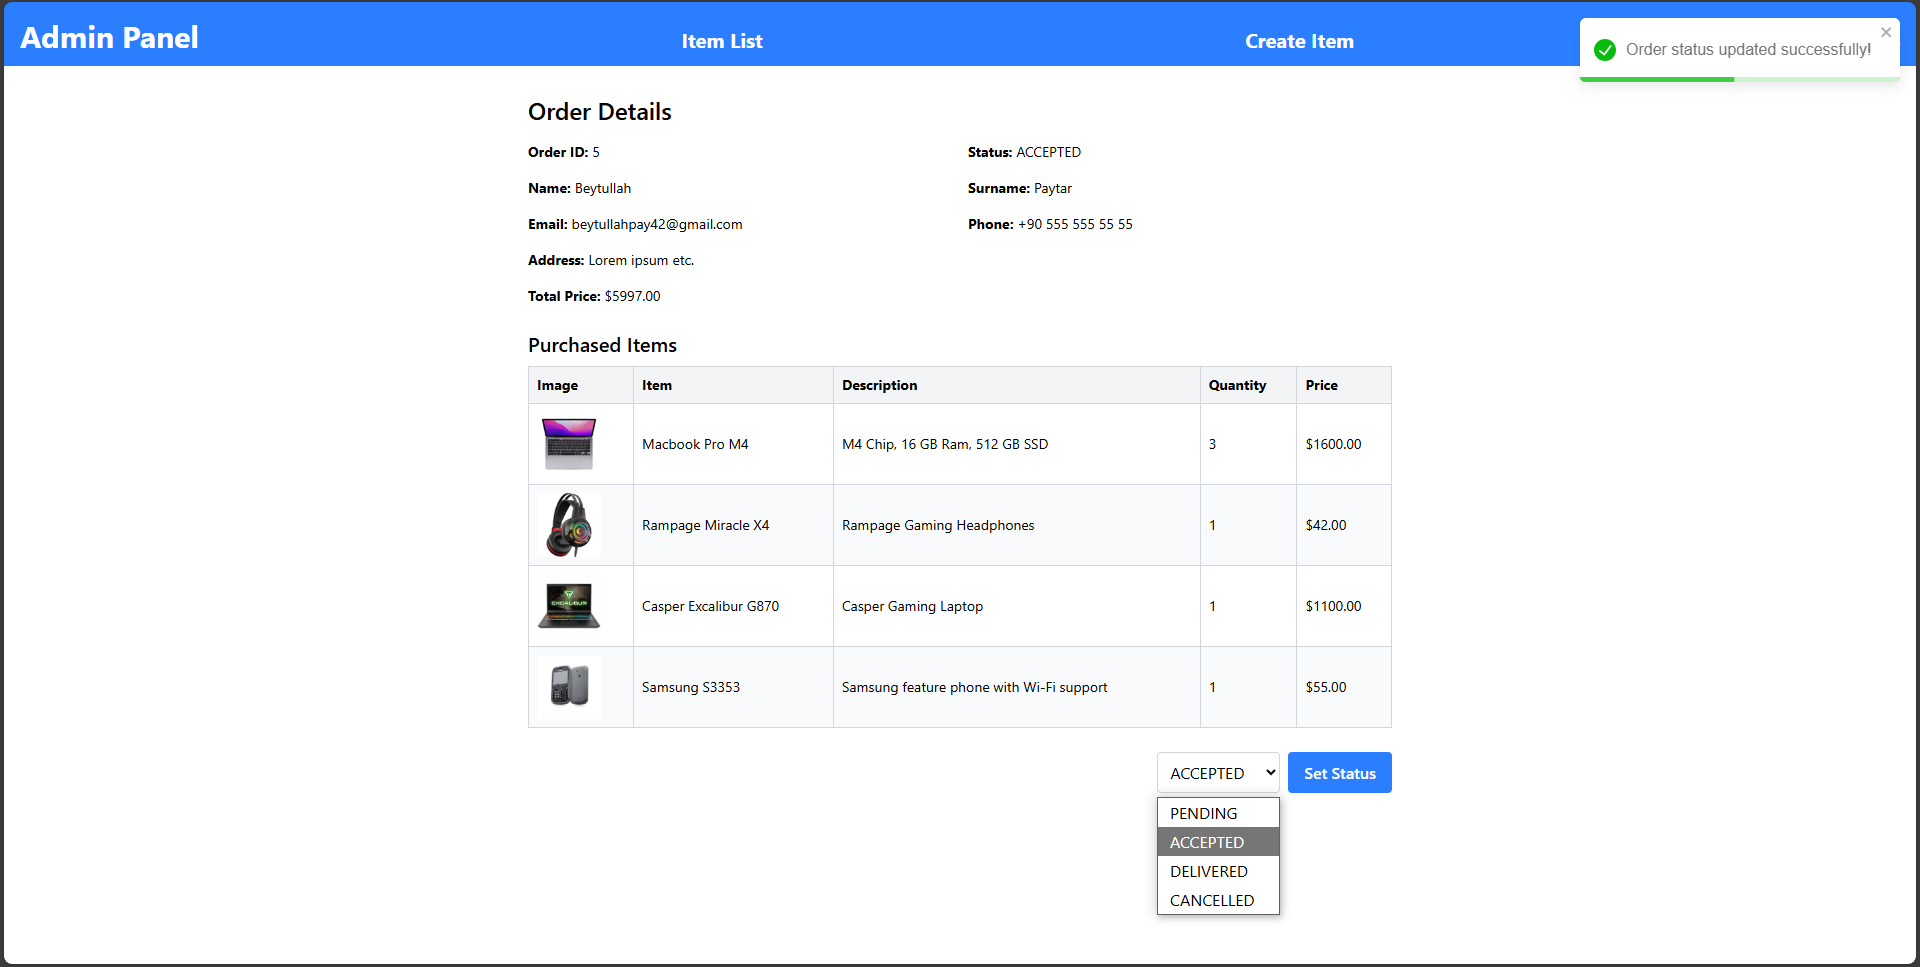 Admin Panel
Item List
Create Item
Order status updated successfully!
Order Details
Order ID: 5
Status: ACCEPTED
Name: Beytullah
Surname: Paytar
Email: beytullahpay42@gmail.com
Phone: +90 555 555 55 55
Address: Lorem ipsum etc.
Total Price: $5997.00
Purchased Items
Image Item Description Quantity Price
Macbook Pro M4 M4 Chip, 16 GB Ram, 512 GB SSD 3 $1600.00
Rampage Miracle X4 Rampage Gaming Headphones 1 $42.00
EXCALIBUR
Casper Excalibur G870 Casper Gaming Laptop 1 $1100.00
Samsung S3353 Samsung feature phone with Wi-Fi support 1 $55.00
ACCEPTED
Set Status
PENDING
ACCEPTED
DELIVERED
CANCELLED